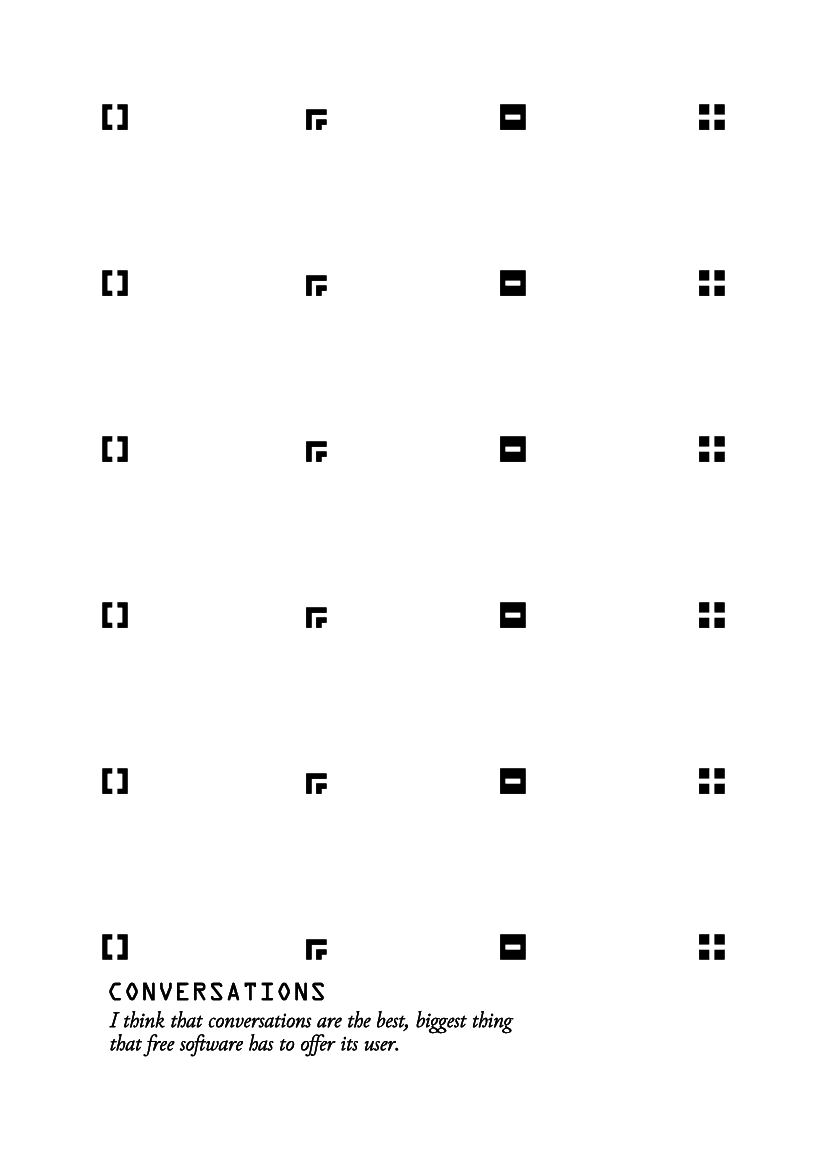 CONVERSATIONS
I think that conversations are the best, biggest thing
that free software has to offer its user.